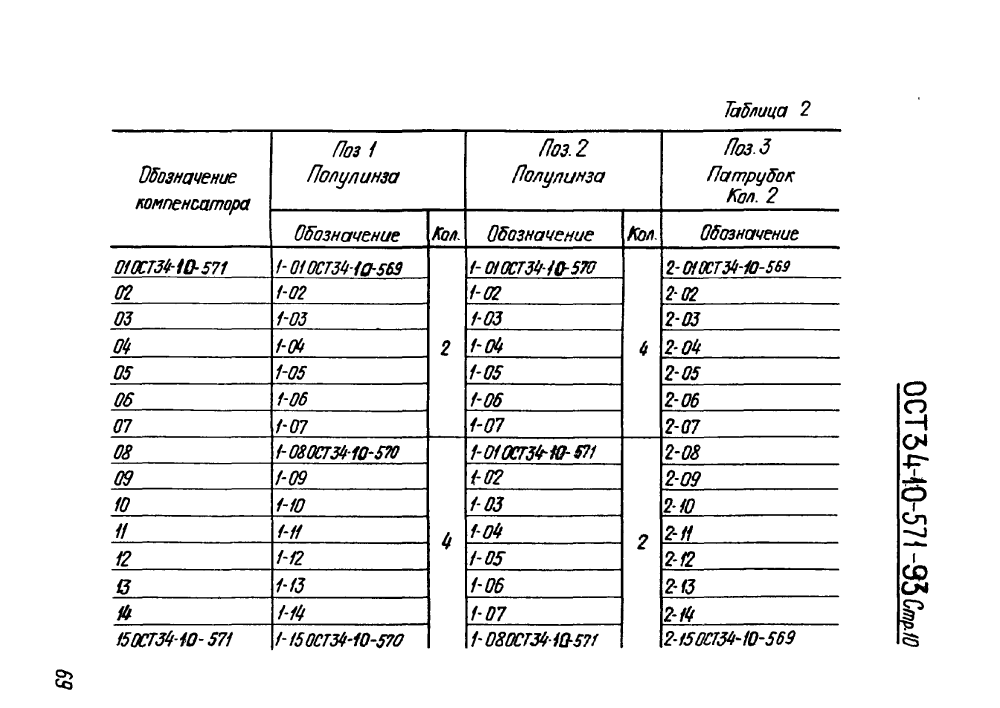 Таблица 2
Обозначение компенсатора | Поз 1 Полулинза | Поз. 2 Полулинза | Поз. 3 Патрубок Кол. 2
Обозначение | Кол. | Обозначение | Кол. | Обозначение
01 ОСТ34-10-571 | 1-01 ОСТ34-10-569 | 2 | 1-01 ОСТ34-10-570 | 4 | 2-01 ОСТ34-10-569
02 | 1-02 | 1-02 | 2-02
03 | 1-03 | 1-03 | 2-03
04 | 1-04 | 1-04 | 2-04
05 | 1-05 | 1-05 | 2-05
06 | 1-06 | 1-06 | 2-06
07 | 1-07 | 1-07 | 2-07
08 | 1-08 ОСТ34-10-570 | 4 | 1-01 ОСТ34-10-571 | 2 | 2-08
09 | 1-09 | 1-02 | 2-09
10 | 1-10 | 1-03 | 2-10
11 | 1-11 | 1-04 | 2-11
12 | 1-12 | 1-05 | 2-12
13 | 1-13 | 1-06 | 2-13
14 | 1-14 | 1-07 | 2-14
15 ОСТ34-10-571 | 1-15 ОСТ34-10-570 | 1-08 ОСТ34-10-571 | 2-15 ОСТ34-10-569
ОСТ34-10-571-93 Стр.10
69